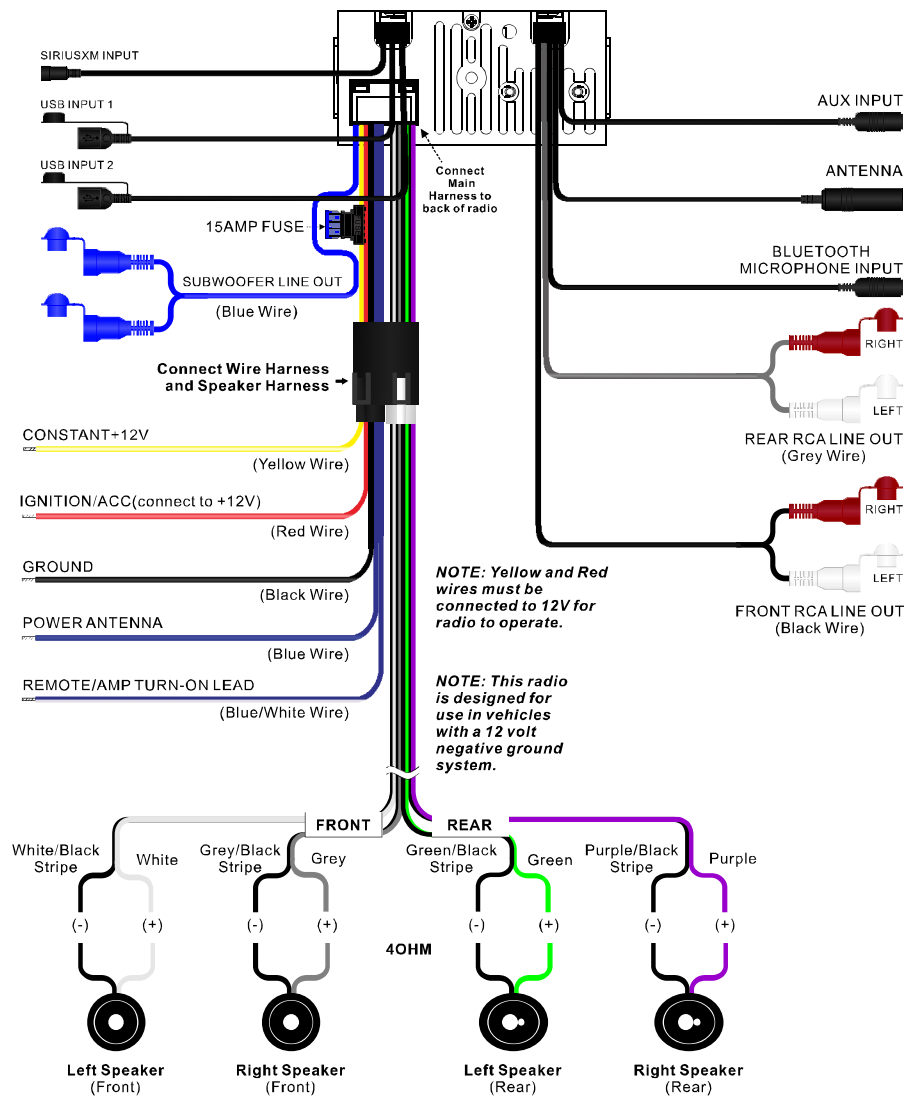 SIRIUSXM INPUT
USB INPUT 1
USB INPUT 2
15AMP FUSE
SUBWOOFER LINE OUT
(Blue Wire)
Connect
Main
Harness to
back of radio
AUX INPUT
ANTENNA
BLUETOOTH
MICROPHONE INPUT
RIGHT
LEFT
REAR RCA LINE OUT
(Grey Wire)
RIGHT
LEFT
FRONT RCA LINE OUT
(Black Wire)
Connect Wire Harness
and Speaker Harness
CONSTANT+12V
(Yellow Wire)
IGNITION/ACC(connect to +12V)
(Red Wire)
GROUND
(Black Wire)
POWER ANTENNA
(Blue Wire)
REMOTE/AMP TURN-ON LEAD
(Blue/White Wire)
NOTE: Yellow and Red
wires must be
connected to 12V for
radio to operate.
NOTE: This radio
is designed for
use in vehicles
with a 12 volt
negative ground
system.
FRONT
REAR
White/Black
Stripe
White
Grey/Black
Stripe
Grey
Green/Black
Stripe
Green
Purple/Black
Stripe
Purple
(-)
(+)
(-)
(+)
(-)
(+)
(-)
(+)
4OHM
Left Speaker
(Front)
Right Speaker
(Front)
Left Speaker
(Rear)
Right Speaker
(Rear)